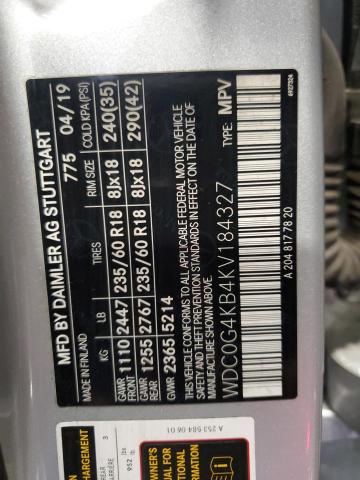 MFD BY DAIMLER AG STUTTGART
MADE IN FINLAND 775 04/19
KG LB TIRES RIM SIZE COLD KPA(PSI)
GAWR FRONT 1110 2447 235/60 R18 8Jx18 240(35)
GAWR REAR 1255 2767 235/60 R18 8Jx18 290(42)
GVWR 2365 5214
THIS VEHICLE CONFORMS TO ALL APPLICABLE FEDERAL MOTOR VEHICLE
SAFETY AND THEFT PREVENTION STANDARDS IN EFFECT ON THE DATE OF
MANUFACTURE SHOWN ABOVE.
WDC0G4KB4KV184327 TYPE: MPV
A 204 817 78 20
6927324
A 253 584 06 01
3
952 lbs